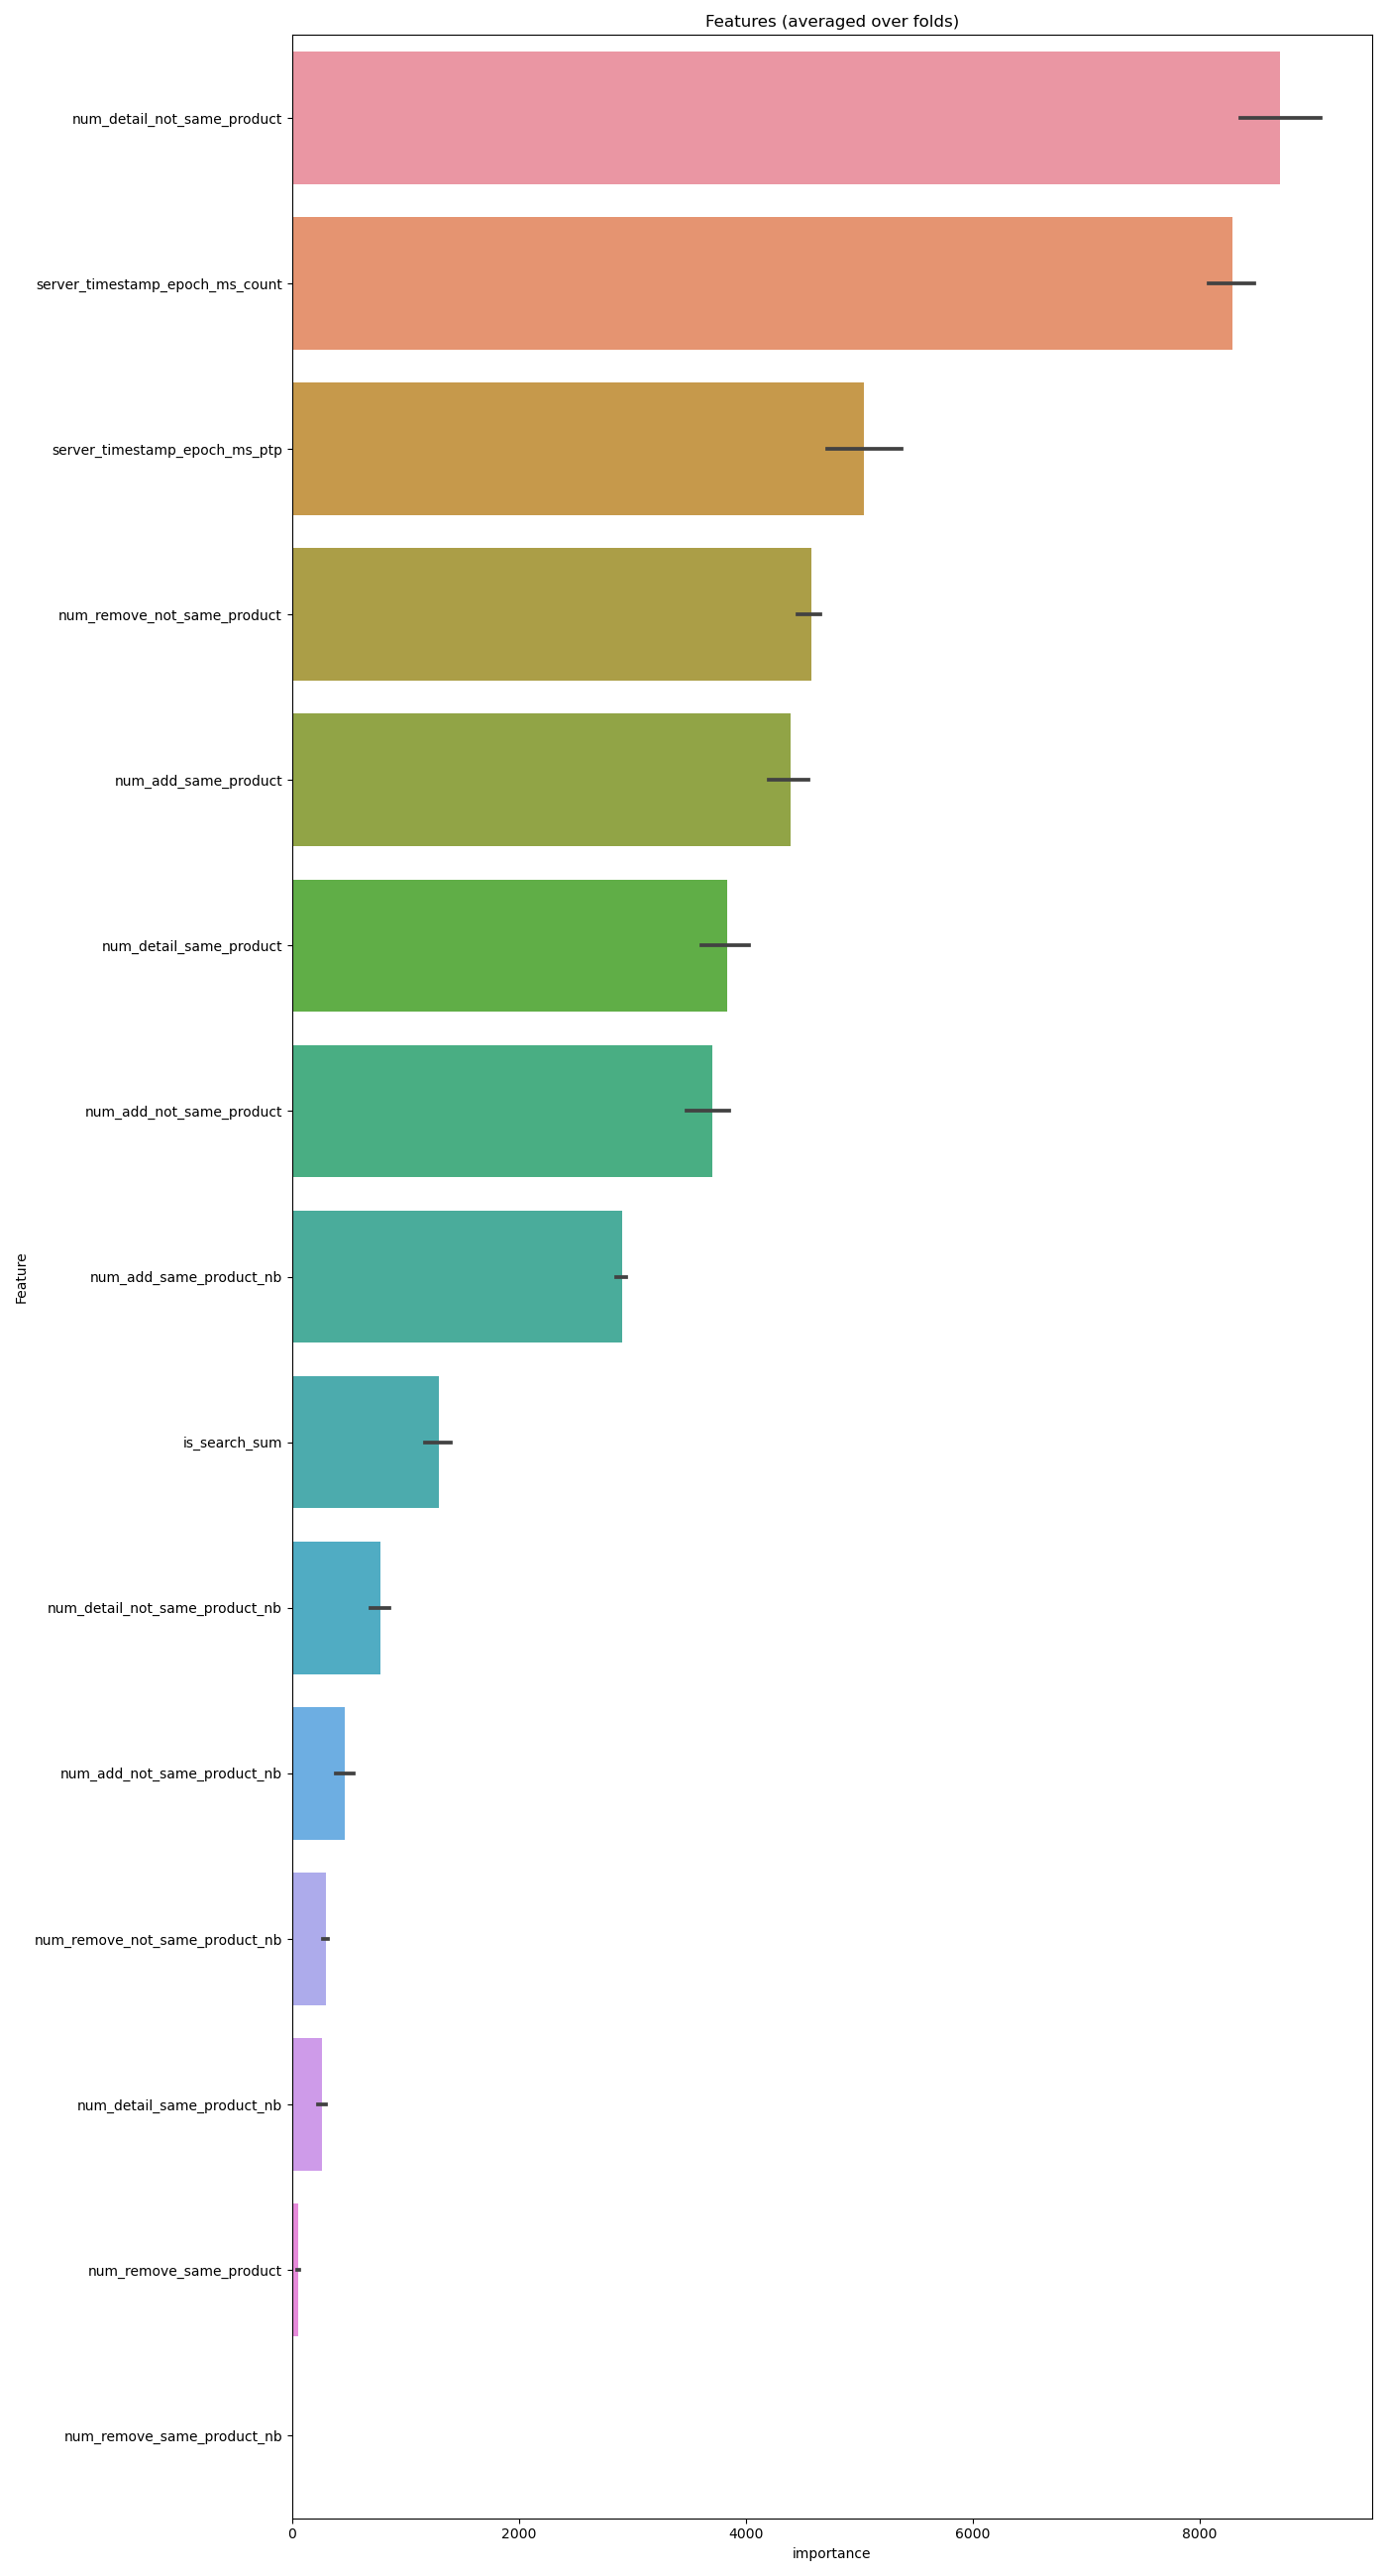 Features (averaged over folds)
num_detail_not_same_product
server_timestamp_epoch_ms_count
server_timestamp_epoch_ms_ptp
num_remove_not_same_product
num_add_same_product
num_detail_same_product
num_add_not_same_product
num_add_same_product_nb
Feature
is_search_sum
num_detail_not_same_product_nb
num_add_not_same_product_nb
num_remove_not_same_product_nb
num_detail_same_product_nb
num_remove_same_product
num_remove_same_product_nb
0 2000 4000 6000 8000
importance